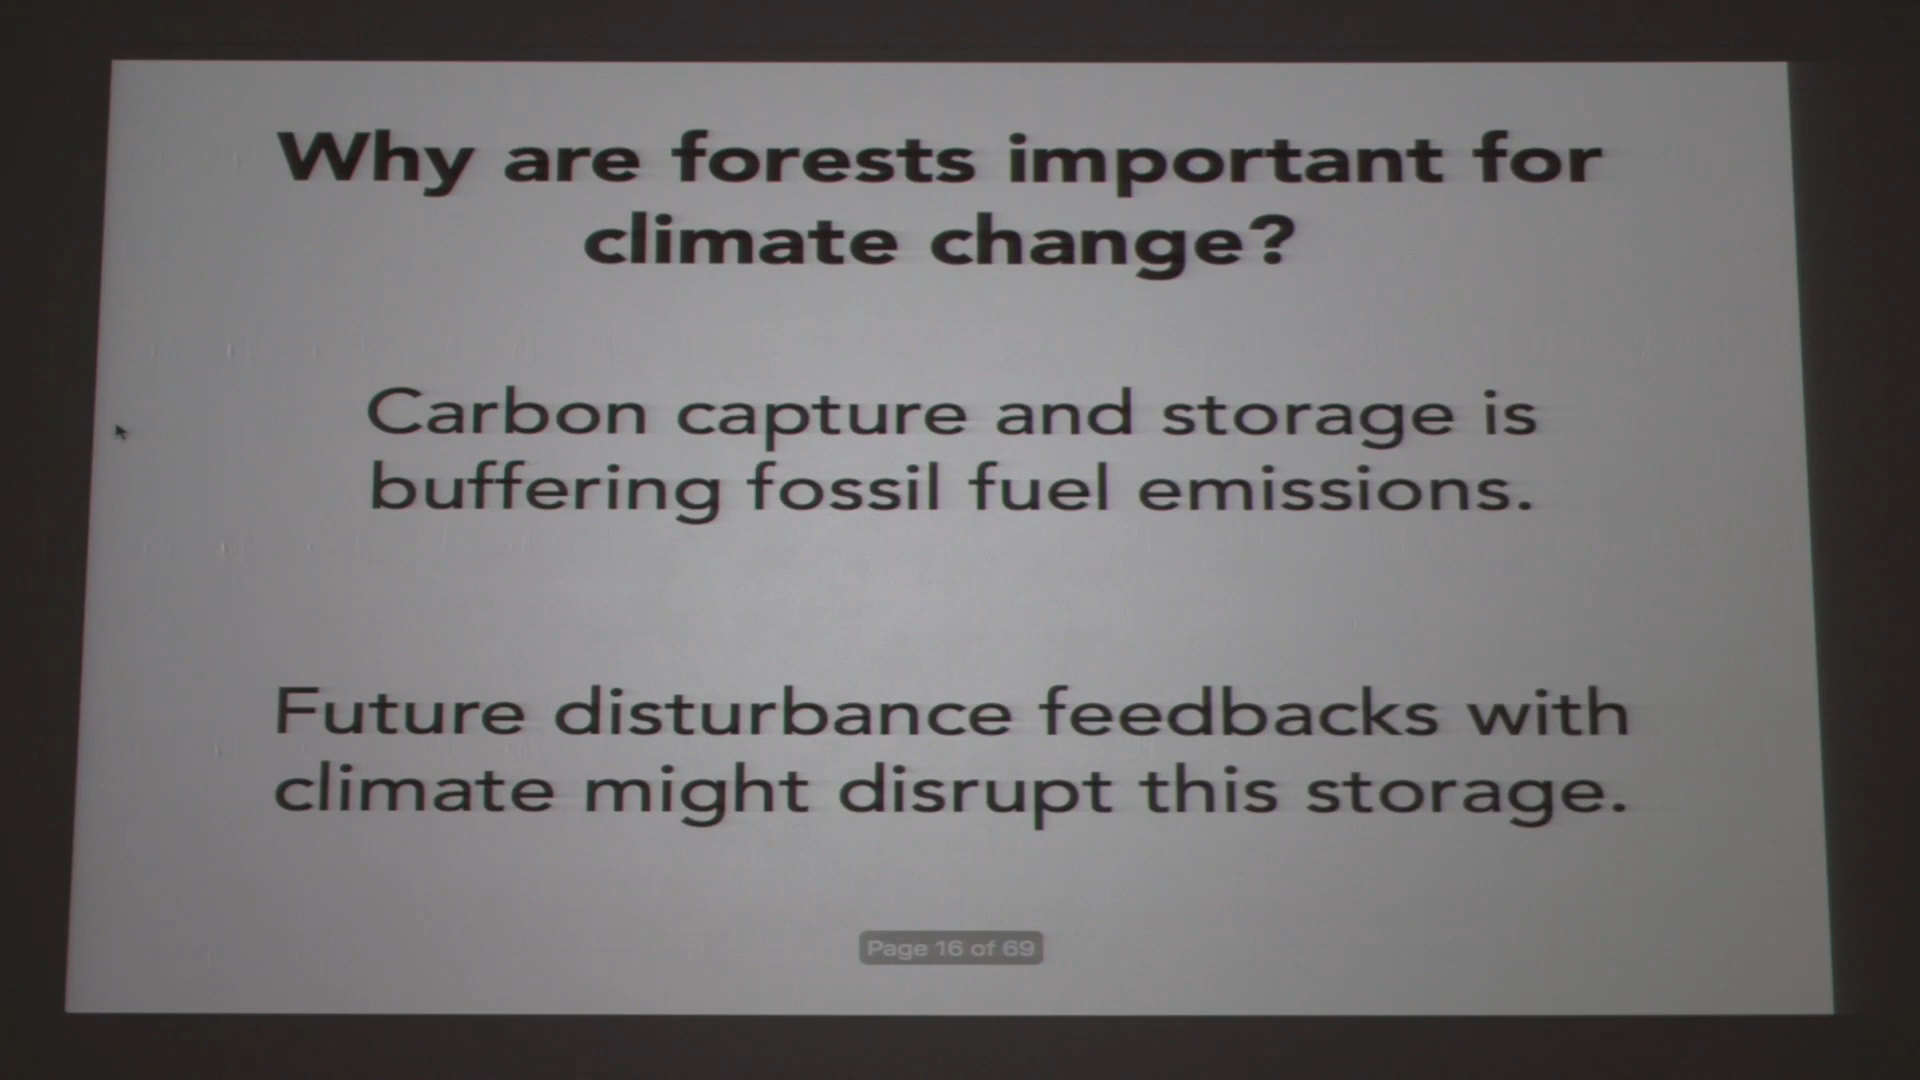 Why are forests important for
climate change?
Carbon capture and storage is
buffering fossil fuel emissions.
Future disturbance feedbacks with
climate might disrupt this storage.
Page 16 of 69